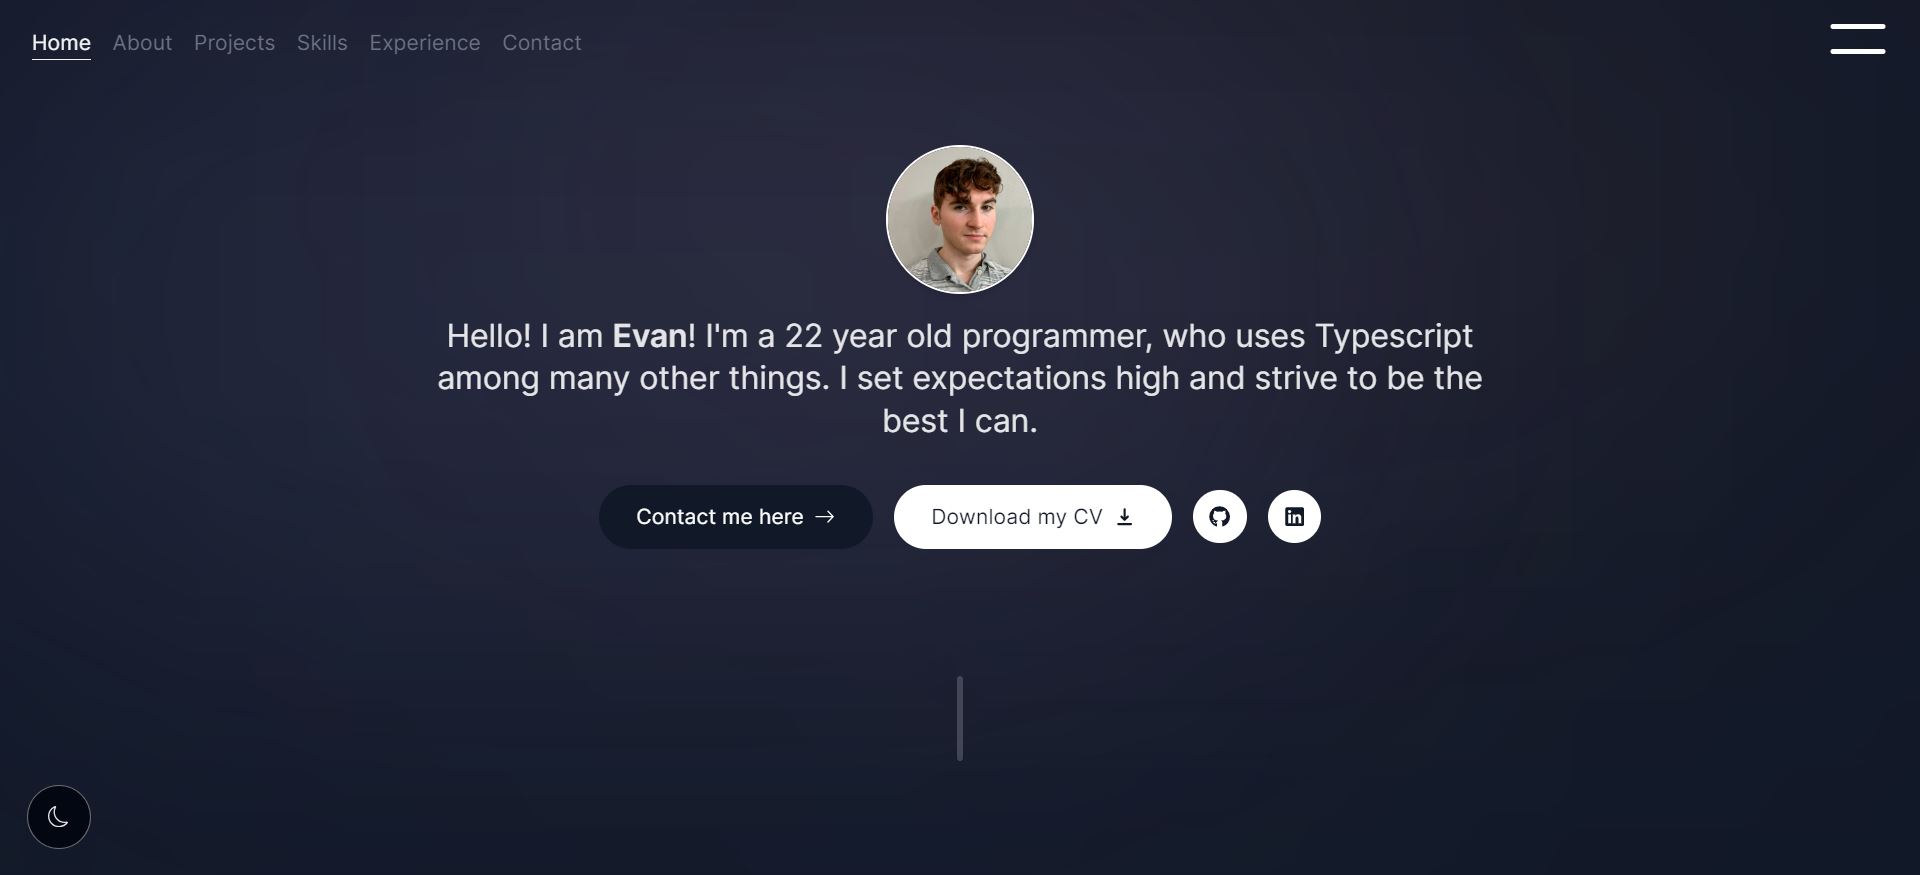 Home About Projects Skills Experience Contact
Hello! I am Evan! I'm a 22 year old programmer, who uses Typescript
among many other things. I set expectations high and strive to be the
best I can.
Contact me here
Download my CV
in